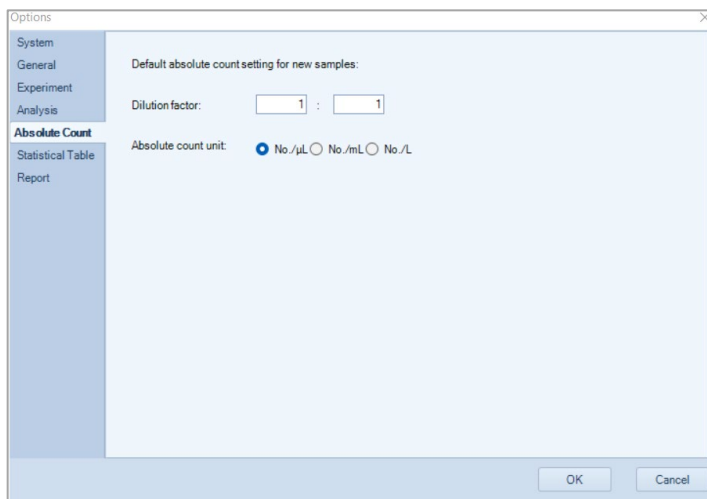 Options
System
General
Experiment
Analysis
Absolute Count
Statistical Table
Report
Default absolute count setting for new samples:
Dilution factor: 1 : 1
Absolute count unit: No./µL No./mL No./L
OK Cancel